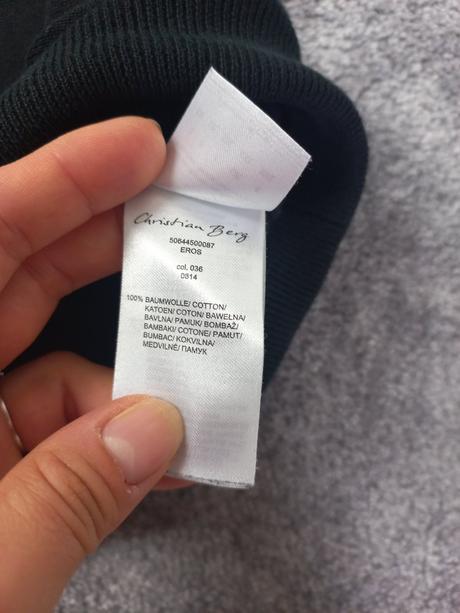 Christian Berg
50644500087
EROS
col. 036
0314
100% BAUMWOLLE/ COTTON/
KATOEN/ COTON/ BAWEŁNA/
BAVLNA/ PAMUK/ BOMBAŽ/
BAMBAKI/ COTONE/ PAMUT/
BUMBAC/ KOKVILNA/
MEDVILNĖ/ ПАМУК